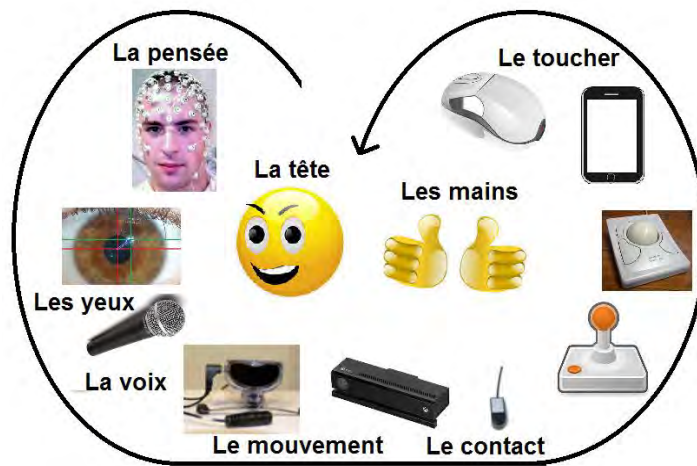 La pensée
Le toucher
La tête
Les mains
Les yeux
La voix
Le mouvement
Le contact